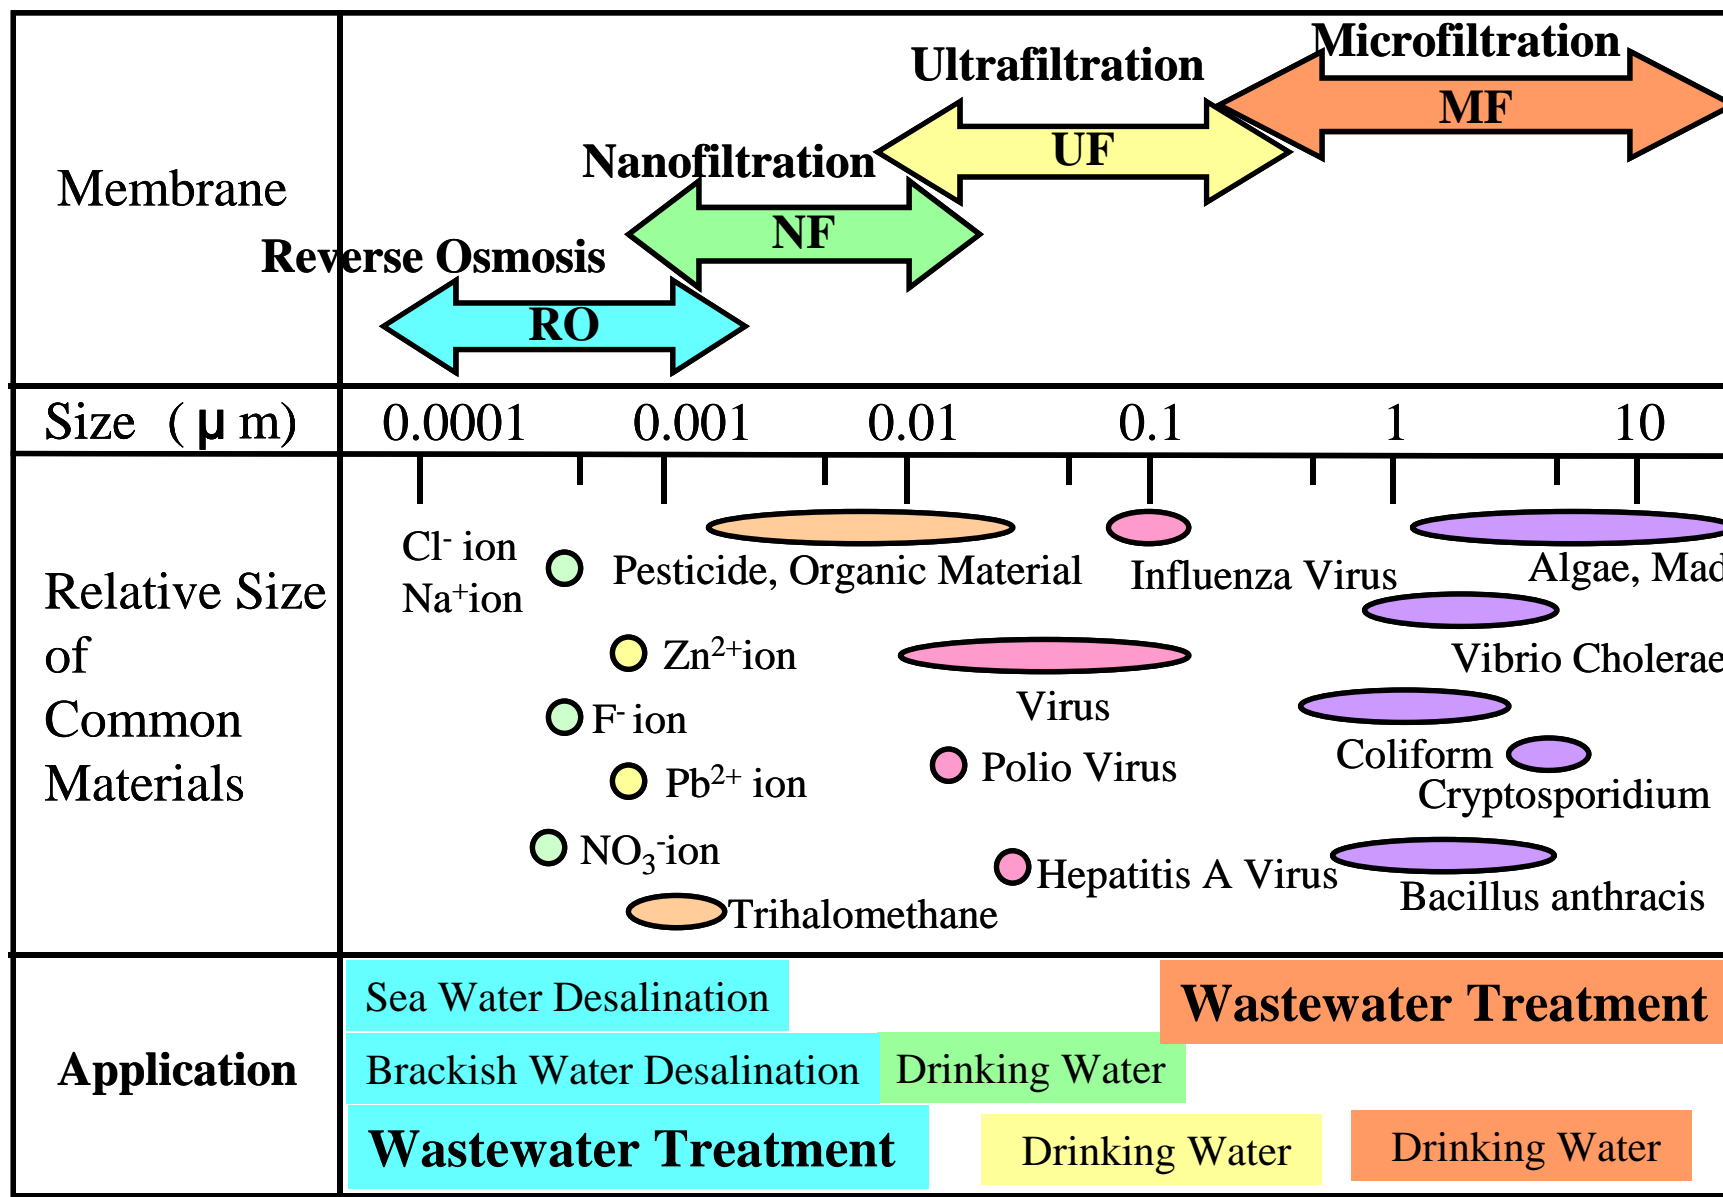 Microfiltration
Ultrafiltration
MF
UF
Nanofiltration
Membrane
NF
Reverse Osmosis
RO
Size (μm) 0.0001 0.001 0.01 0.1 1 10
Relative Size
of
Common
Materials
Cl- ion
Na+ion
Pesticide, Organic Material
Influenza Virus
Algae, Mad
Zn2+ion
Vibrio Cholerae
F- ion
Virus
Coliform
Pb2+ ion
Polio Virus
Cryptosporidium
NO3-ion
Hepatitis A Virus
Bacillus anthracis
Trihalomethane
Application
Sea Water Desalination
Wastewater Treatment
Brackish Water Desalination
Drinking Water
Wastewater Treatment
Drinking Water
Drinking Water